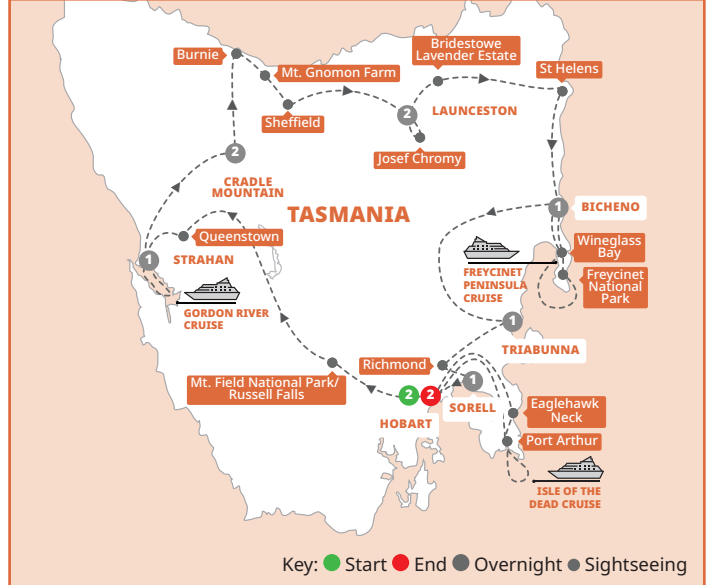 Bridestowe
Lavender Estate
Burnie
Mt. Gnomon Farm
St Helens
Sheffield
2
LAUNCESTON
Josef Chromy
2
CRADLE
MOUNTAIN
TASMANIA
1
BICHENO
Queenstown
1
STRAHAN
Wineglass
Bay
FREYCINET
PENINSULA
CRUISE
Freycinet
National
Park
GORDON RIVER
CRUISE
1
TRIABUNNA
Richmond
Mt. Field National Park/
Russell Falls
2
2
1
SORELL
HOBART
Eaglehawk
Neck
Port Arthur
ISLE OF THE
DEAD CRUISE
Key: Start End Overnight Sightseeing